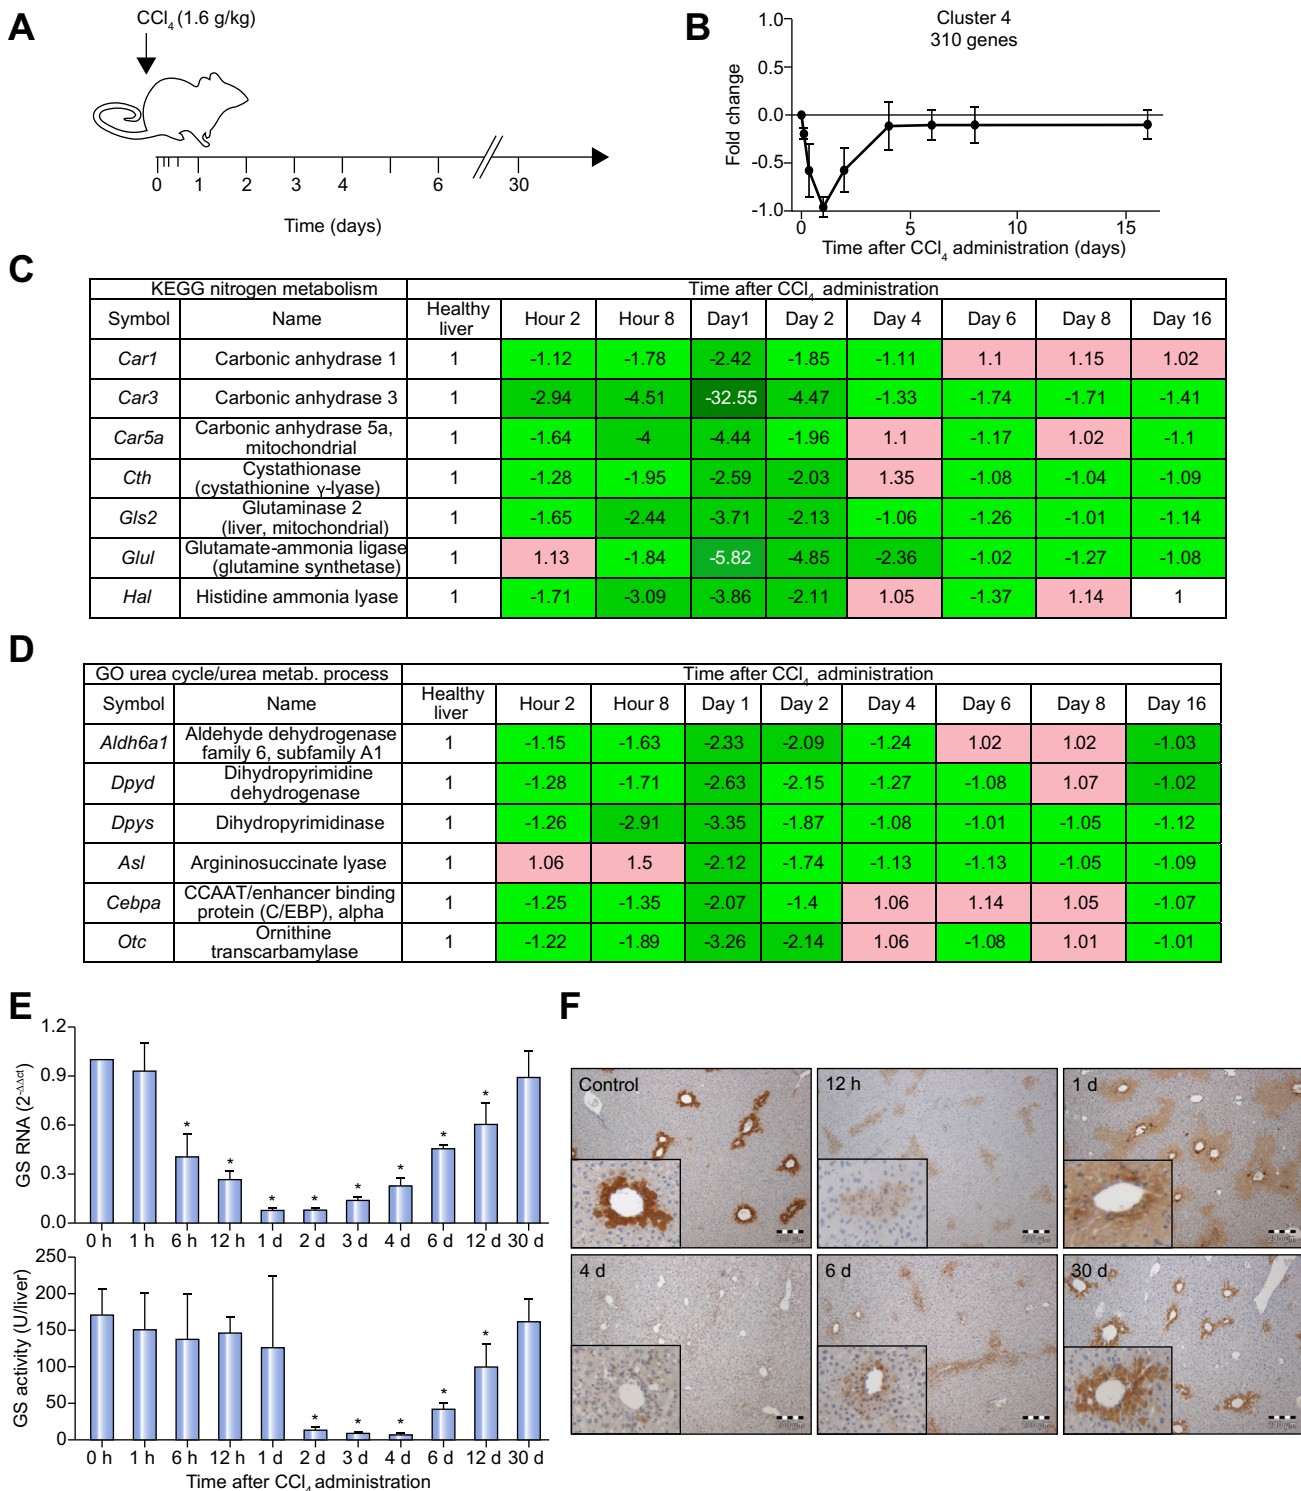 A
CCl4 (1.6 g/kg)
0 1 2 3 4 6 30
Time (days)
B
Cluster 4
310 genes
Fold change
1.0
0.5
0.0
-0.5
-1.0
0 5 10 15
Time after CCl4 administration (days)
C
KEGG nitrogen metabolism Time after CCl4 administration
Symbol Name Healthy liver Hour 2 Hour 8 Day1 Day 2 Day 4 Day 6 Day 8 Day 16
Car1 Carbonic anhydrase 1 1 -1.12 -1.78 -2.42 -1.85 -1.11 1.1 1.15 1.02
Car3 Carbonic anhydrase 3 1 -2.94 -4.51 -32.55 -4.47 -1.33 -1.74 -1.71 -1.41
Car5a Carbonic anhydrase 5a, mitochondrial 1 -1.64 -4 -4.44 -1.96 1.1 -1.17 1.02 -1.1
Cth Cystathionase (cystathionine γ-lyase) 1 -1.28 -1.95 -2.59 -2.03 1.35 -1.08 -1.04 -1.09
Gls2 Glutaminase 2 (liver, mitochondrial) 1 -1.65 -2.44 -3.71 -2.13 -1.06 -1.26 -1.01 -1.14
Glul Glutamate-ammonia ligase (glutamine synthetase) 1 1.13 -1.84 -5.82 -4.85 -2.36 -1.02 -1.27 -1.08
Hal Histidine ammonia lyase 1 -1.71 -3.09 -3.86 -2.11 1.05 -1.37 1.14 1
D
GO urea cycle/urea metab. process Time after CCl4 administration
Symbol Name Healthy liver Hour 2 Hour 8 Day 1 Day 2 Day 4 Day 6 Day 8 Day 16
Aldh6a1 Aldehyde dehydrogenase family 6, subfamily A1 1 -1.15 -1.63 -2.33 -2.09 -1.24 1.02 1.02 -1.03
Dpyd Dihydropyrimidine dehydrogenase 1 -1.28 -1.71 -2.63 -2.15 -1.27 -1.08 1.07 -1.02
Dpys Dihydropyrimidinase 1 -1.26 -2.91 -3.35 -1.87 -1.08 -1.01 -1.05 -1.12
Asl Argininosuccinate lyase 1 1.06 1.5 -2.12 -1.74 -1.13 -1.13 -1.05 -1.09
Cebpa CCAAT/enhancer binding protein (C/EBP), alpha 1 -1.25 -1.35 -2.07 -1.4 1.06 1.14 1.05 -1.07
Otc Ornithine transcarbamylase 1 -1.22 -1.89 -3.26 -2.14 1.06 -1.08 1.01 -1.01
E
GS RNA (2-ΔΔct)
1.2
0.9
0.6
0.3
0.0
* * * * * * * *
0 h 1 h 6 h 12 h 1 d 2 d 3 d 4 d 6 d 12 d 30 d
GS activity (U/liver)
250
200
150
100
50
0
* * * * *
0 h 1 h 6 h 12 h 1 d 2 d 3 d 4 d 6 d 12 d 30 d
Time after CCl4 administration
F
Control
12 h
1 d
4 d
6 d
30 d